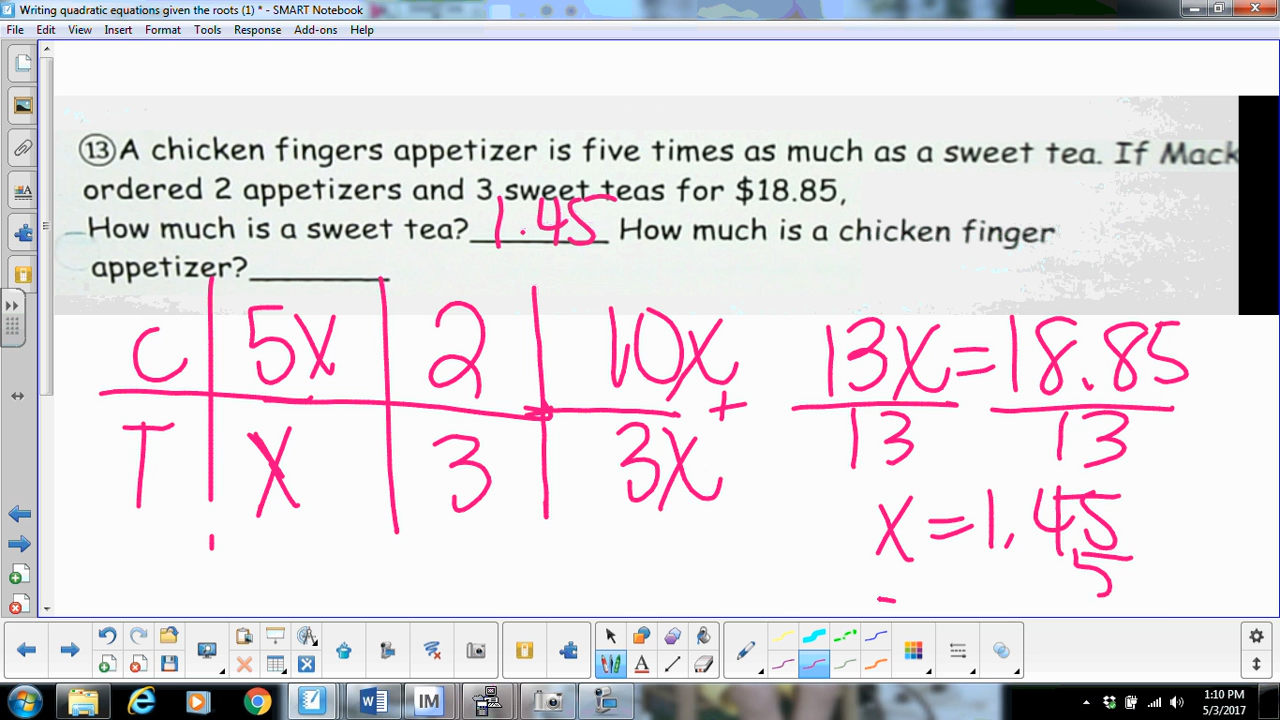 Writing quadratic equations given the roots (1) * - SMART Notebook
File Edit View Insert Format Tools Response Add-ons Help
13 A chicken fingers appetizer is five times as much as a sweet tea. If Mack
ordered 2 appetizers and 3 sweet teas for $18.85,
How much is a sweet tea? 1.45 How much is a chicken finger
appetizer?
C 5x 2 10x 13x = 18.85
+ 13 13
T x 3 3x
x = 1.45
5
IM
1:10 PM
5/3/2017